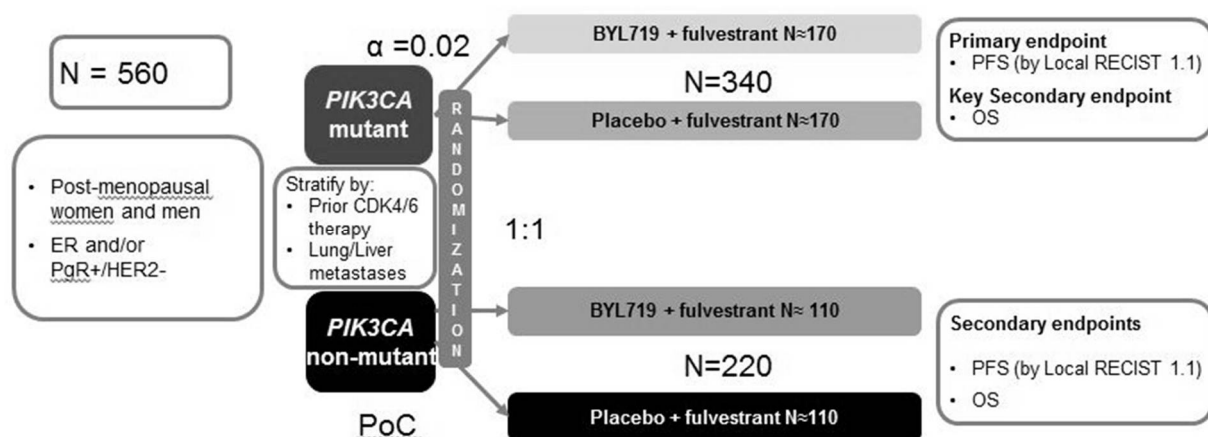 N = 560
• Post-menopausal
women and men
• ER and/or
PgR+/HER2-
α =0.02
PIK3CA
mutant
Stratify by:
• Prior CDK4/6
therapy
• Lung/Liver
metastases
PIK3CA
non-mutant
PoC
RANDOMIZATION
BYL719 + fulvestrant N≈170
N=340
Placebo + fulvestrant N≈170
1:1
BYL719 + fulvestrant N≈ 110
N=220
Placebo + fulvestrant N≈110
Primary endpoint
• PFS (by Local RECIST 1.1)
Key Secondary endpoint
• OS
Secondary endpoints
• PFS (by Local RECIST 1.1)
• OS